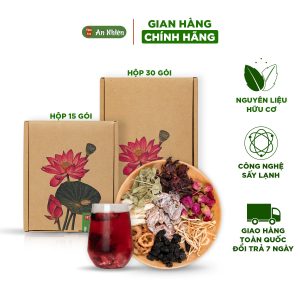 An Nhiên
GIAN HÀNG
CHÍNH HÃNG
HỘP 30 GÓI
HỘP 15 GÓI
NGUYÊN LIỆU
HỮU CƠ
CÔNG NGHỆ
SẤY LẠNH
GIAO HÀNG
TOÀN QUỐC
ĐỔI TRẢ 7 NGÀY